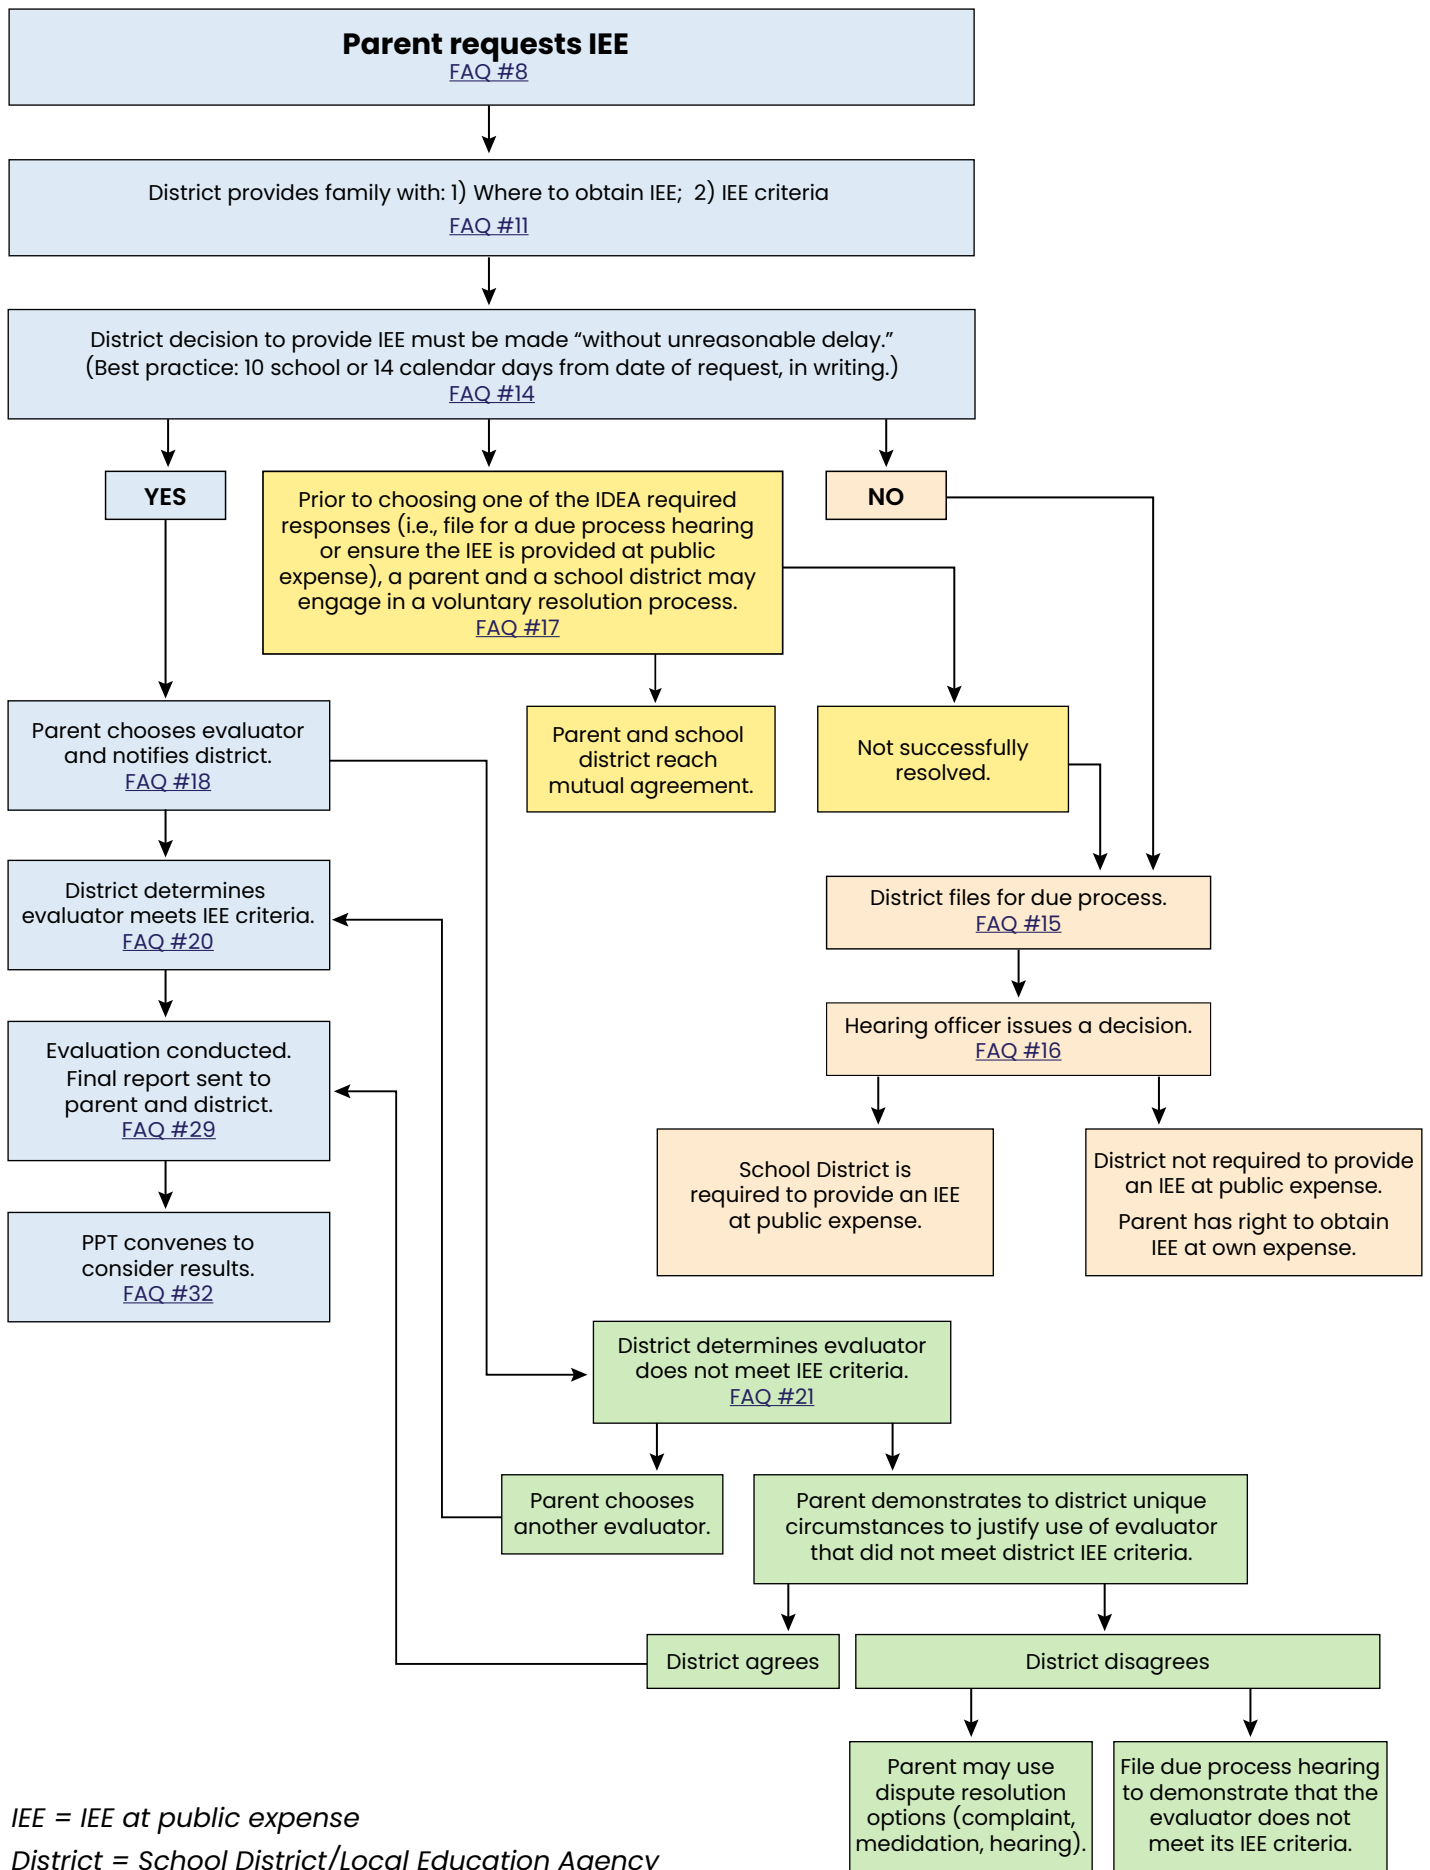 Parent requests IEE
FAQ #8
District provides family with: 1) Where to obtain IEE;  2) IEE criteria
FAQ #11
District decision to provide IEE must be made “without unreasonable delay.”
(Best practice: 10 school or 14 calendar days from date of request, in writing.)
FAQ #14
YES
Prior to choosing one of the IDEA required
responses (i.e., file for a due process hearing
or ensure the IEE is provided at public
expense), a parent and a school district may
engage in a voluntary resolution process.
FAQ #17
NO
Parent chooses evaluator
and notifies district.
FAQ #18
Parent and school
district reach
mutual agreement.
Not successfully
resolved.
District determines
evaluator meets IEE criteria.
FAQ #20
District files for due process.
FAQ #15
Evaluation conducted.
Final report sent to
parent and district.
FAQ #29
Hearing officer issues a decision.
FAQ #16
School District is
required to provide an IEE
at public expense.
District not required to provide
an IEE at public expense.
Parent has right to obtain
IEE at own expense.
PPT convenes to
consider results.
FAQ #32
District determines evaluator
does not meet IEE criteria.
FAQ #21
Parent chooses
another evaluator.
Parent demonstrates to district unique
circumstances to justify use of evaluator
that did not meet district IEE criteria.
District agrees
District disagrees
Parent may use
dispute resolution
options (complaint,
medidation, hearing).
File due process hearing
to demonstrate that the
evaluator does not
meet its IEE criteria.
IEE = IEE at public expense
District = School District/Local Education Agency